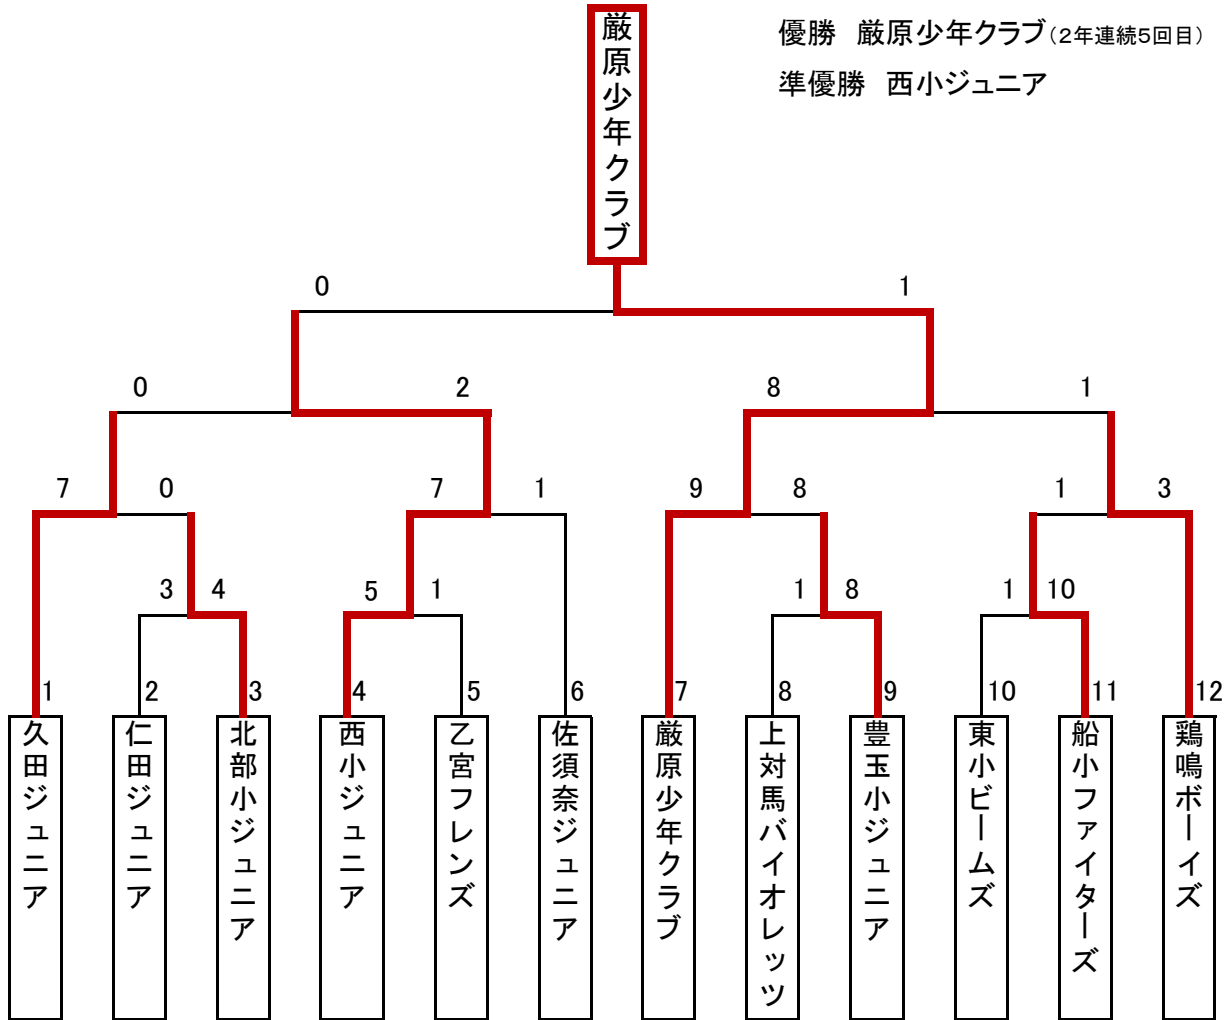 厳原少年クラブ
優勝　厳原少年クラブ（2年連続5回目）
準優勝　西小ジュニア
0 1
0 2 8 1
7 0 7 1 9 8 1 3
3 4 5 1 1 8 1 10
1 2 3 4 5 6 7 8 9 10 11 12
久田ジュニア
仁田ジュニア
北部小ジュニア
西小ジュニア
乙宮フレンズ
佐須奈ジュニア
厳原少年クラブ
上対馬バイオレッツ
豊玉小ジュニア
東小ビームズ
船小ファイターズ
鶏鳴ボーイズ